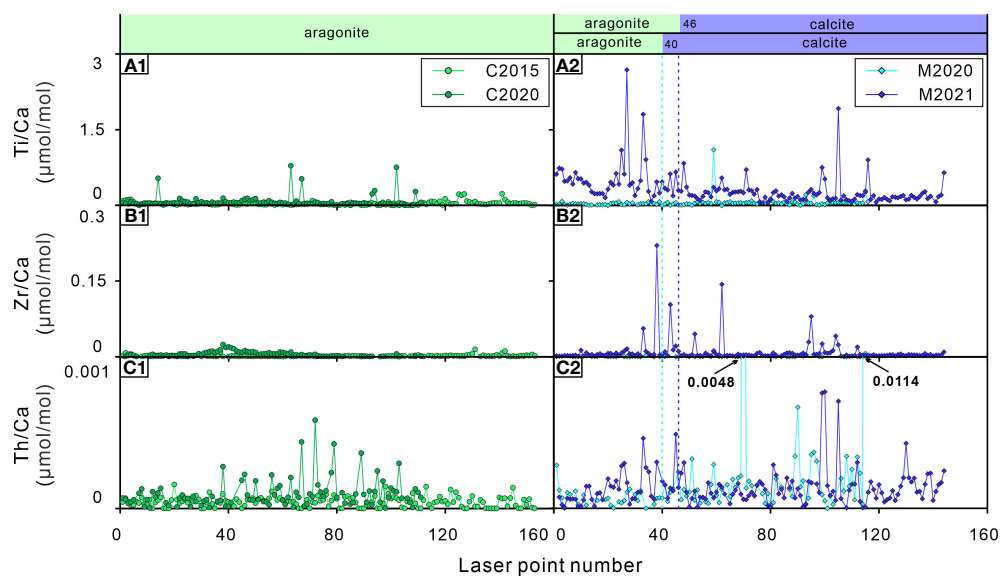 aragonite
aragonite 46 calcite
aragonite 40 calcite
A1
C2015
C2020
A2
M2020
M2021
3
1.5
0
Ti/Ca
(μmol/mol)
B1
B2
0.3
0.15
0
Zr/Ca
(μmol/mol)
C1
C2
0.0048
0.0114
0.001
0
Th/Ca
(μmol/mol)
0 40 80 120 160 0 40 80 120 160
Laser point number